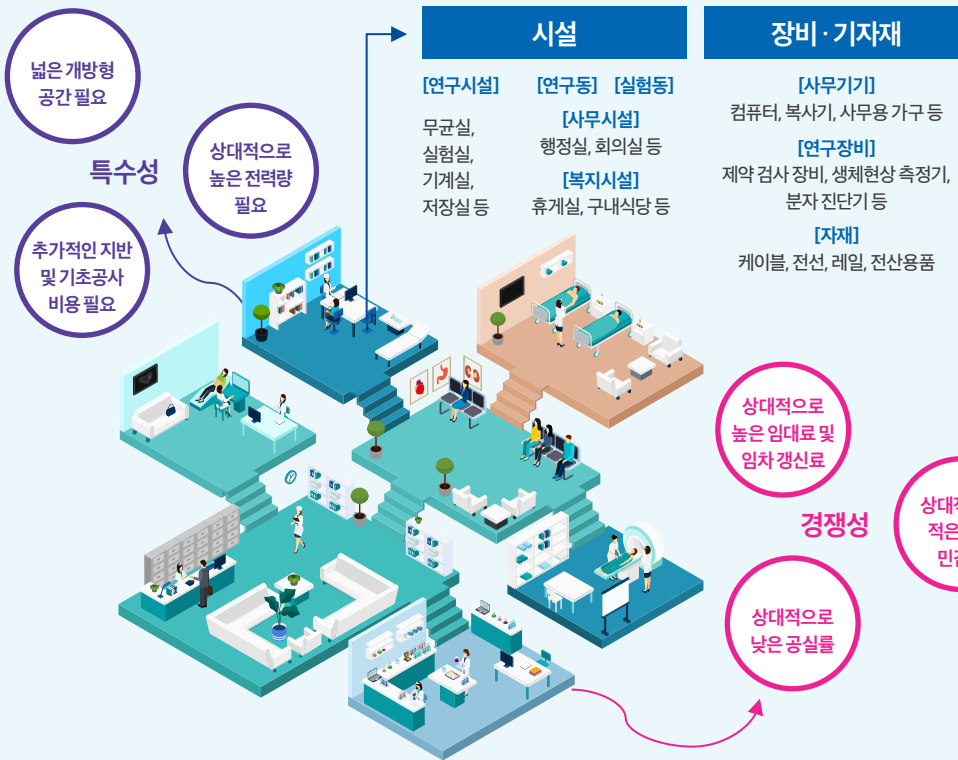 넓은 개방형
공간 필요
특수성
상대적으로
높은 전력량
필요
추가적인 지반
및 기초공사
비용 필요
시설
[연구시설]
무균실,
실험실,
기계실,
저장실 등
[연구동] [실험동]
[사무시설]
행정실, 회의실 등
[복지시설]
휴게실, 구내식당 등
장비·기자재
[사무기기]
컴퓨터, 복사기, 사무용 가구 등
[연구장비]
제약 검사 장비, 생체현상 측정기,
분자 진단기 등
[자재]
케이블, 전선, 레일, 전산용품
상대적으로
높은 임대료 및
임차 갱신료
경쟁성
적은
상대적으로
낮은 공실률